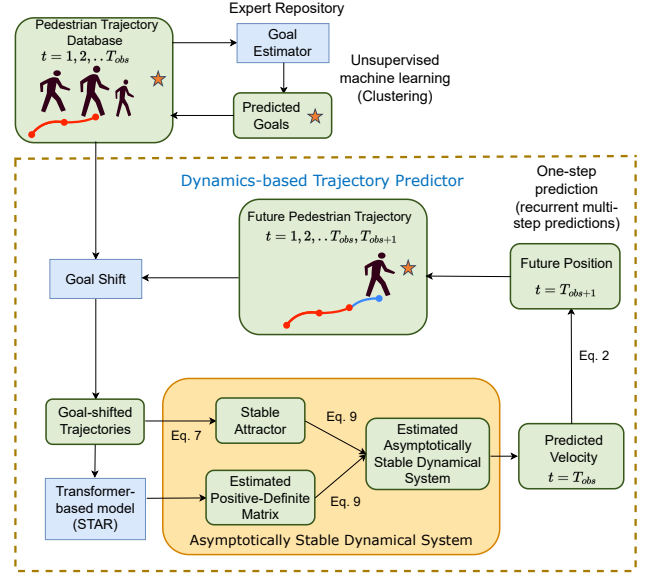 Expert Repository
Pedestrian Trajectory
Database
t = 1, 2, . . T_obs
Goal
Estimator
Unsupervised
machine learning
(Clustering)
Predicted
Goals
Dynamics-based Trajectory Predictor
One-step
prediction
(recurrent multi-
step predictions)
Future Pedestrian Trajectory
t = 1, 2, . . T_obs, T_obs+1
Future Position
t = T_obs+1
Goal Shift
Eq. 2
Goal-shifted
Trajectories
Eq. 7
Stable
Attractor
Eq. 9
Estimated
Asymptotically
Stable Dynamical
System
Predicted
Velocity
t = T_obs
Transformer-
based model
(STAR)
Estimated
Positive-Definite
Matrix
Eq. 9
Asymptotically Stable Dynamical System